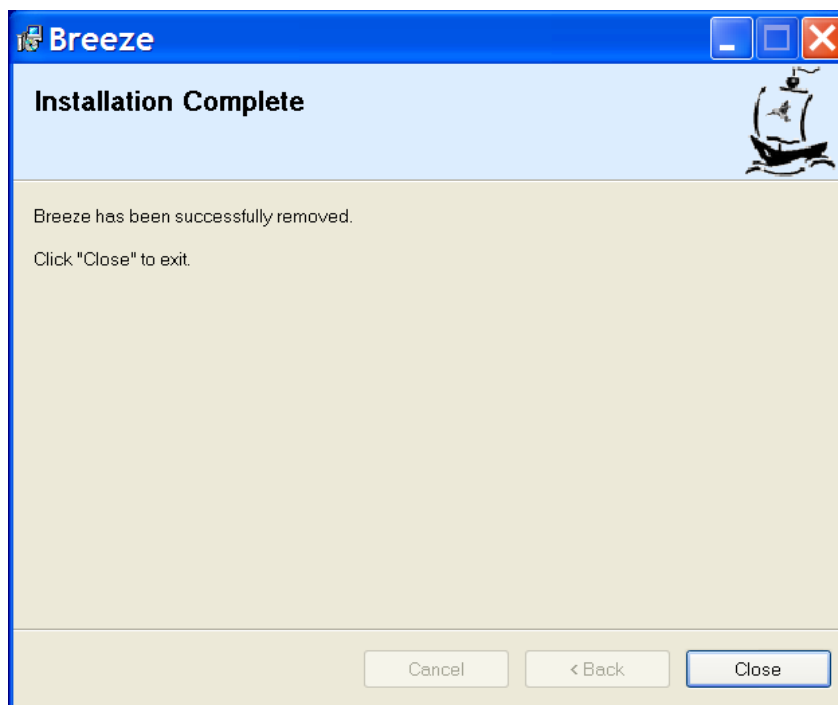 Breeze
Installation Complete
Breeze has been successfully removed.
Click "Close" to exit.
Cancel
< Back
Close